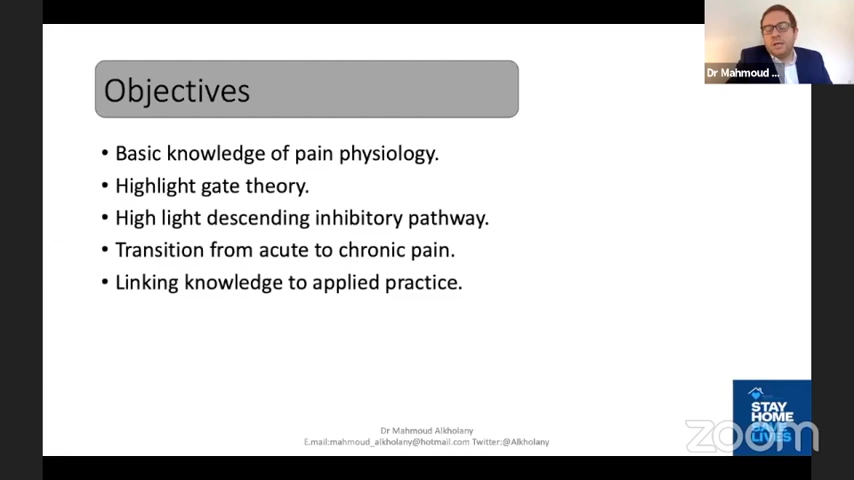 Dr Mahmoud ...
Objectives
• Basic knowledge of pain physiology.
• Highlight gate theory.
• High light descending inhibitory pathway.
• Transition from acute to chronic pain.
• Linking knowledge to applied practice.
STAY
HOME
SAVE
LIVES
zoom
Dr Mahmoud Alkholany
E.mail:mahmoud_alkholany@hotmail.com Twitter:@Alkholany